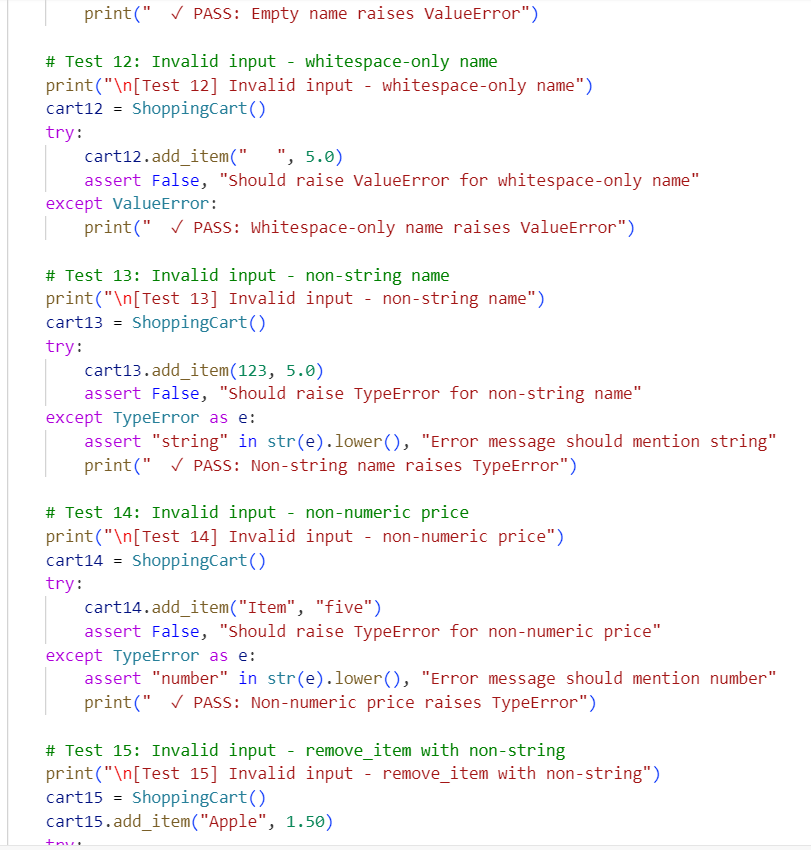 print("  ✓ PASS: Empty name raises ValueError")
# Test 12: Invalid input - whitespace-only name
print("\n[Test 12] Invalid input - whitespace-only name")
cart12 = ShoppingCart()
try:
    cart12.add_item("   ", 5.0)
    assert False, "Should raise ValueError for whitespace-only name"
except ValueError:
    print("  ✓ PASS: Whitespace-only name raises ValueError")
# Test 13: Invalid input - non-string name
print("\n[Test 13] Invalid input - non-string name")
cart13 = ShoppingCart()
try:
    cart13.add_item(123, 5.0)
    assert False, "Should raise TypeError for non-string name"
except TypeError as e:
    assert "string" in str(e).lower(), "Error message should mention string"
    print("  ✓ PASS: Non-string name raises TypeError")
# Test 14: Invalid input - non-numeric price
print("\n[Test 14] Invalid input - non-numeric price")
cart14 = ShoppingCart()
try:
    cart14.add_item("Item", "five")
    assert False, "Should raise TypeError for non-numeric price"
except TypeError as e:
    assert "number" in str(e).lower(), "Error message should mention number"
    print("  ✓ PASS: Non-numeric price raises TypeError")
# Test 15: Invalid input - remove_item with non-string
print("\n[Test 15] Invalid input - remove_item with non-string")
cart15 = ShoppingCart()
cart15.add_item("Apple", 1.50)
try: